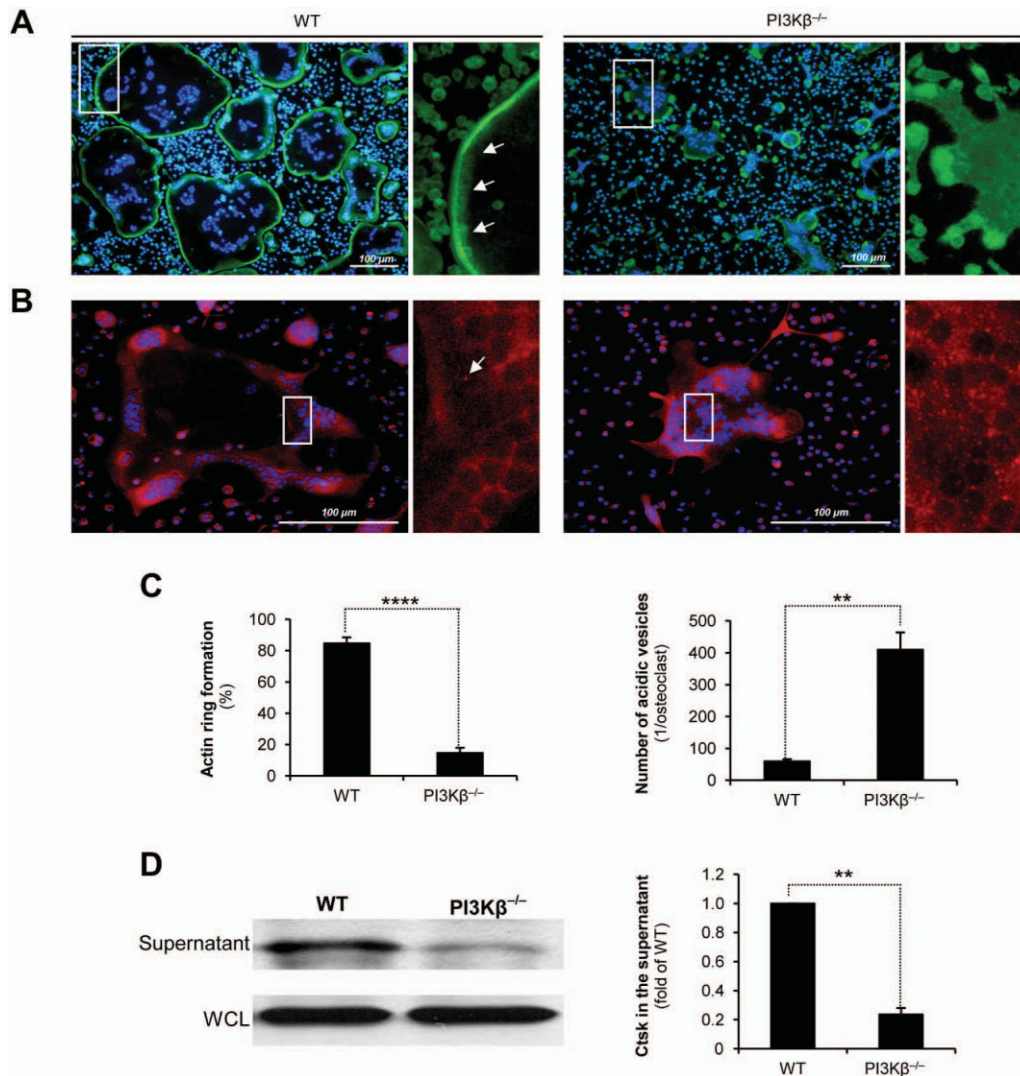 A
WT
PI3Kβ–/–
100 µm
100 µm
B
100 µm
100 µm
C
Actin ring formation
(%)
100
80
60
40
20
0
****
WT
PI3Kβ–/–
Number of acidic vesicles
(1/osteoclast)
500
400
300
200
100
0
**
WT
PI3Kβ–/–
D
WT
PI3Kβ–/–
Supernatant
WCL
Ctsk in the supernatant
(fold of WT)
1.2
1.0
0.8
0.6
0.4
0.2
0
**
WT
PI3Kβ–/–